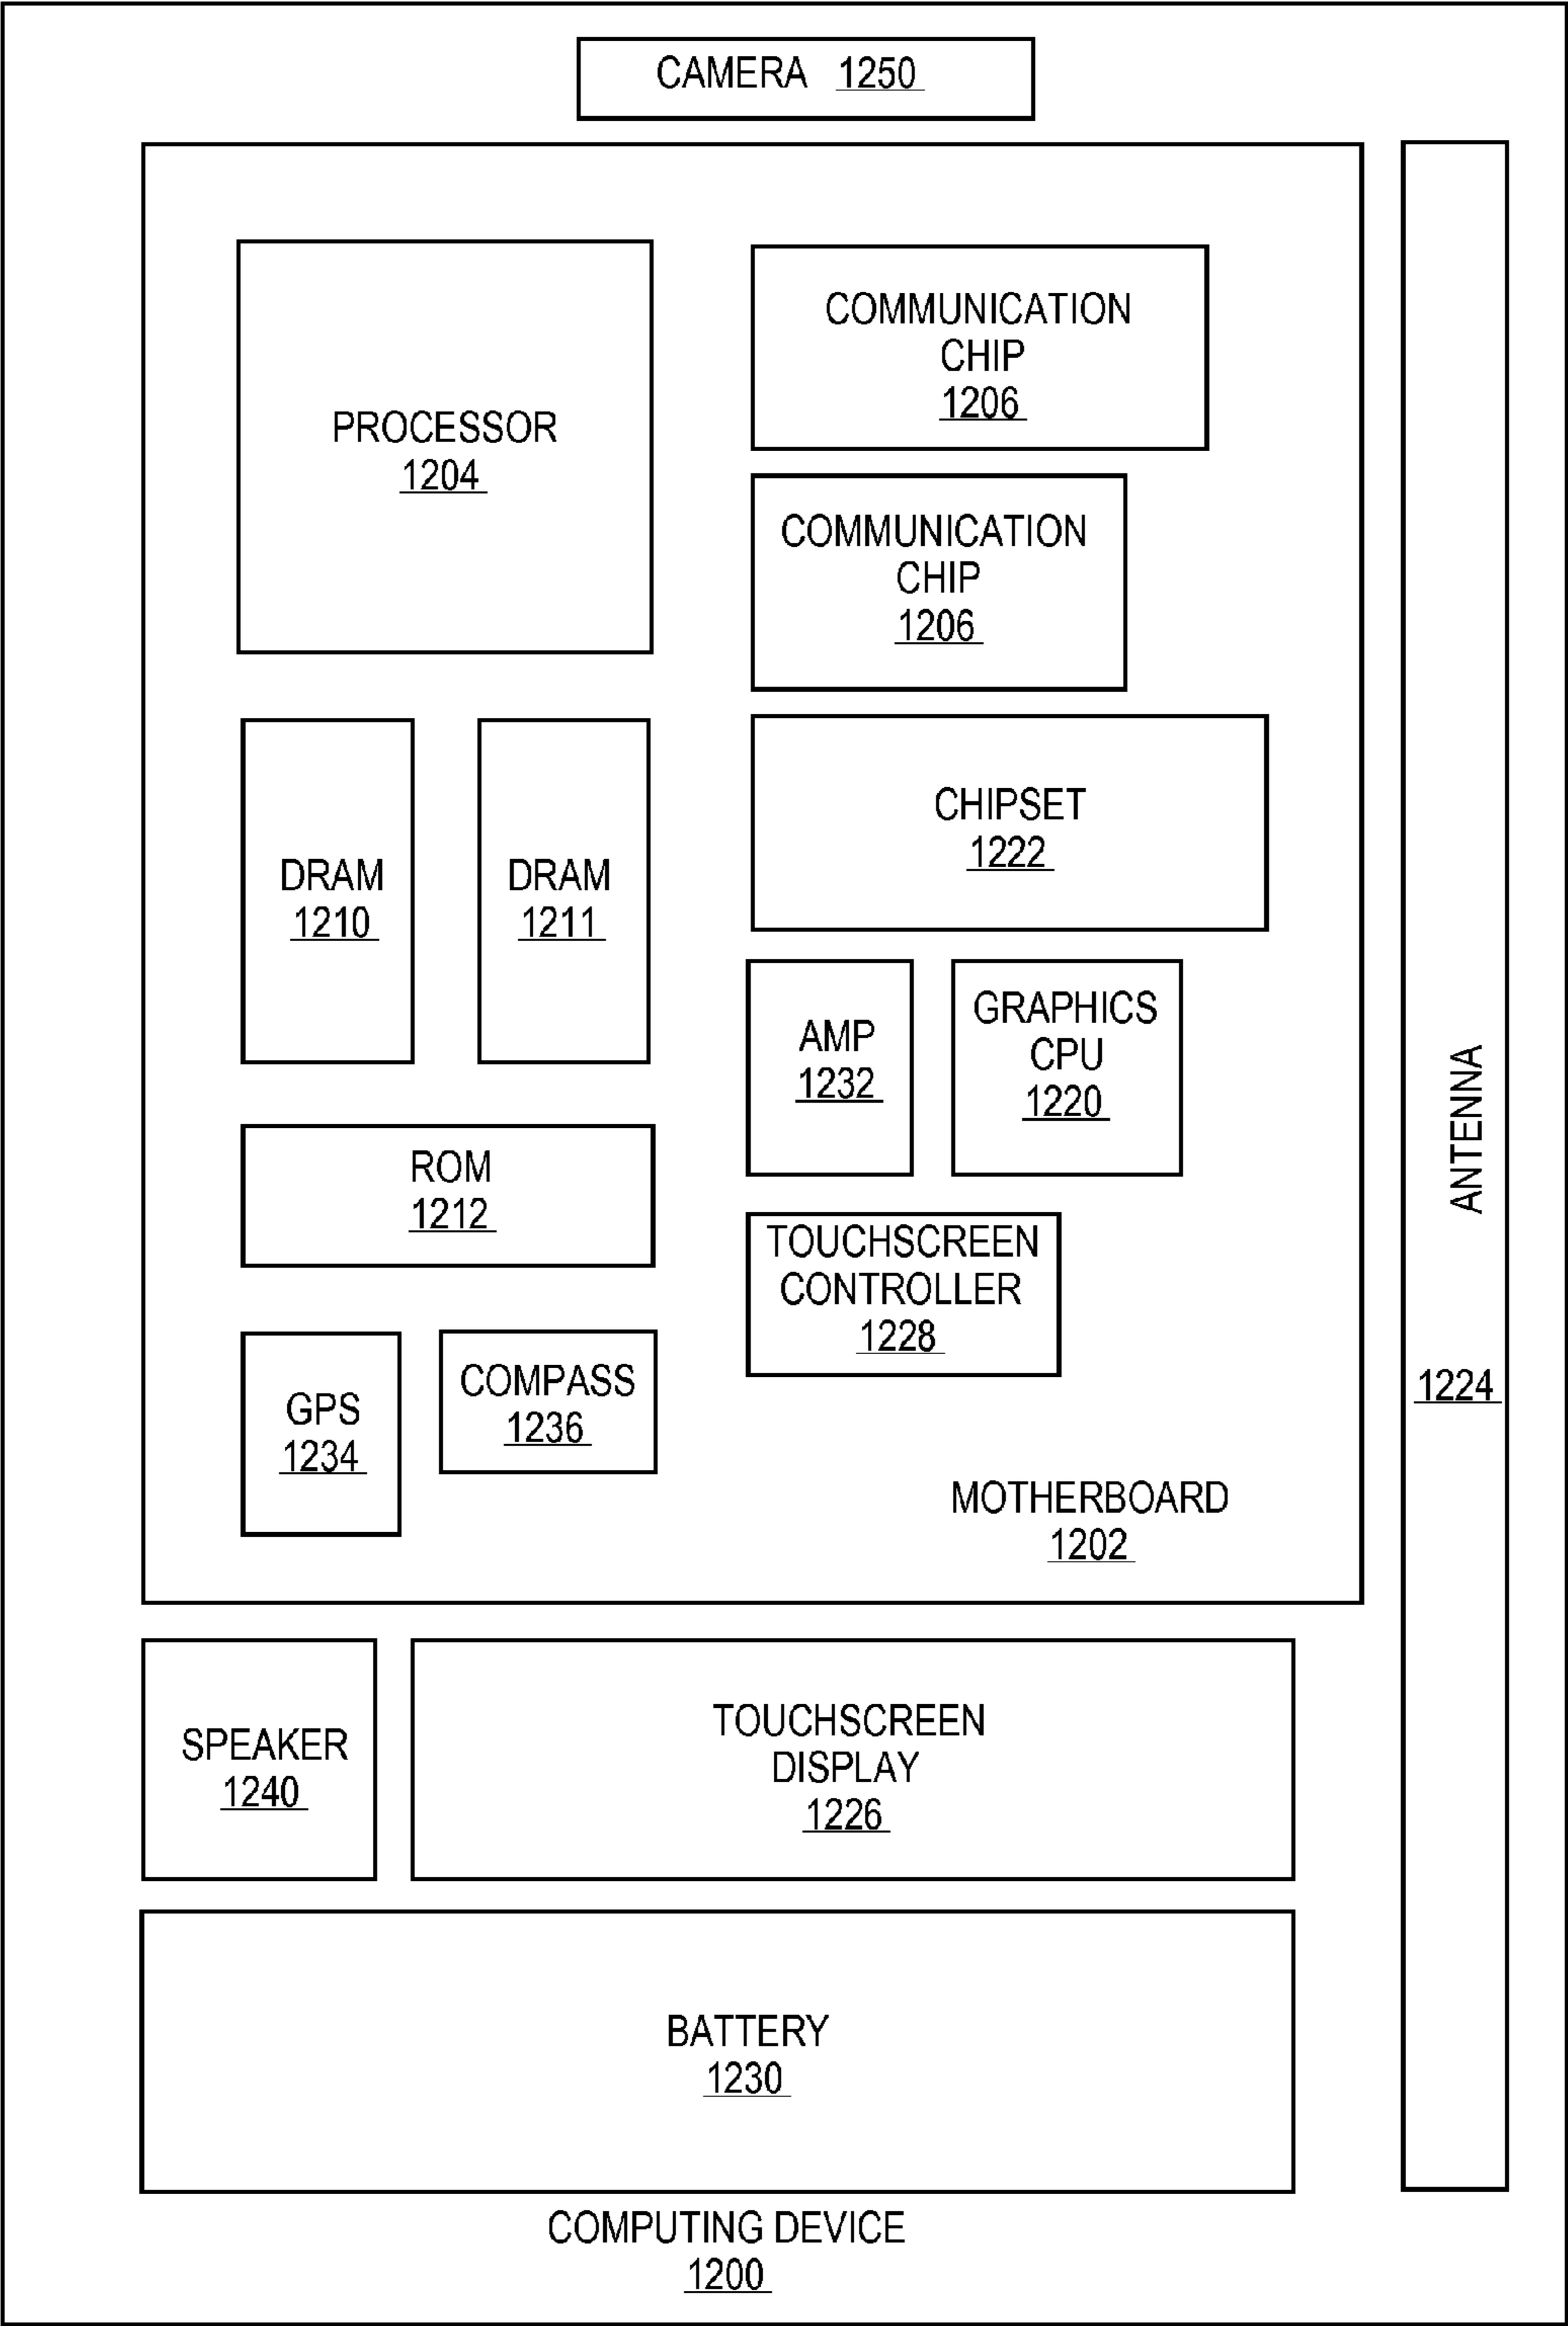 CAMERA 1250
PROCESSOR
1204
COMMUNICATION
CHIP
1206
COMMUNICATION
CHIP
1206
DRAM
1210
DRAM
1211
CHIPSET
1222
AMP
1232
GRAPHICS
CPU
1220
ROM
1212
TOUCHSCREEN
CONTROLLER
1228
GPS
1234
COMPASS
1236
MOTHERBOARD
1202
ANTENNA
1224
SPEAKER
1240
TOUCHSCREEN
DISPLAY
1226
BATTERY
1230
COMPUTING DEVICE
1200